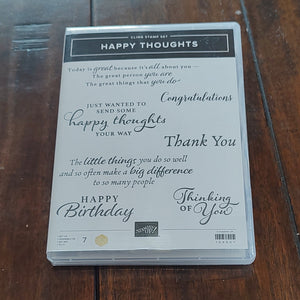 CLING STAMP SET
HAPPY THOUGHTS
Today is great because it's all about you —
The great person you are
The great things that you do
Congratulations
JUST WANTED TO
SEND SOME
happy thoughts
YOUR WAY
Thank You
The little things you do so well
and so often make a big difference
to so many people
HAPPY
Birthday
Thinking
of You
7
STAMPIN' UP!